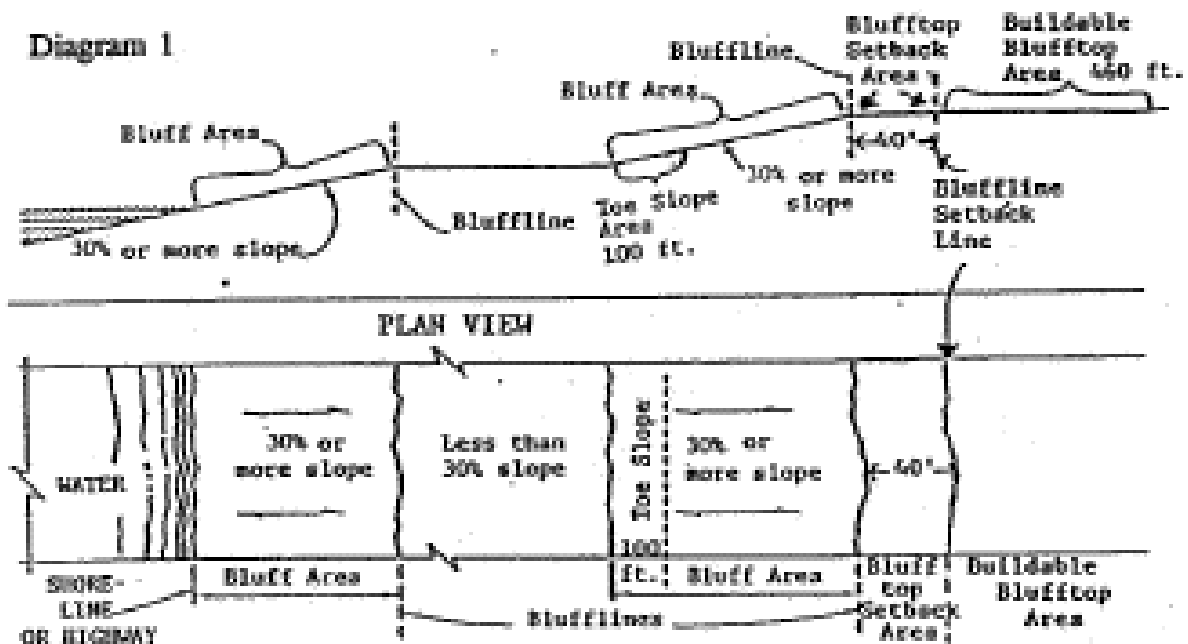 Diagram 1
Bluff Area
30% or more slope
Bluffline
Bluff Area
Toe Slope
Area
100 ft.
30% or more
slope
Bluffline
Blufftop
Setback
Area
40'
Buildable
Blufftop
Area
ft.
Bluffline
Setback
Line
PLAN VIEW
WATER
30% or
more slope
Less than
30% slope
Toe Slope
100
ft.
30% or
more slope
40'
SHORE-
LINE
OR HIGHWAY
Bluff Area
Blufflines
Bluff Area
Bluff
top
Setback
Area
Buildable
Blufftop
Area